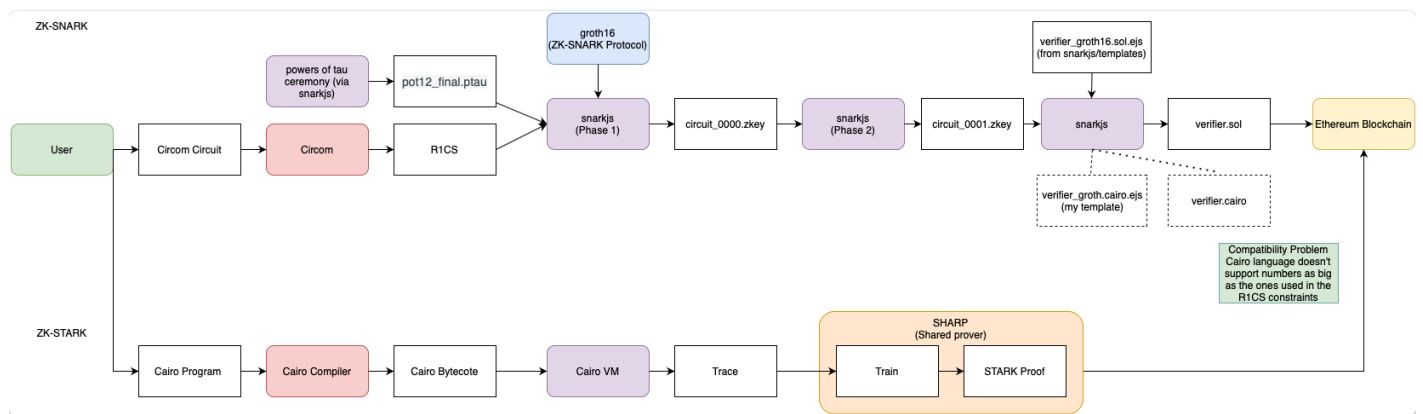 ZK-SNARK
groth16
(ZK-SNARK Protocol)
verifier_groth16.sol.ejs
(from snarkjs/templates)
powers of tau
ceremony (via
snarkjs)
pot12_final.ptau
snarkjs
(Phase 1)
circuit_0000.zkey
snarkjs
(Phase 2)
circuit_0001.zkey
snarkjs
verifier.sol
Ethereum Blockchain
User
Circom Circuit
Circom
R1CS
verifier_groth.cairo.ejs
(my template)
verifier.cairo
Compatibility Problem
Cairo language doesn't
support numbers as big
as the ones used in the
R1CS constraints
ZK-STARK
SHARP
(Shared prover)
Cairo Program
Cairo Compiler
Cairo Bytecote
Cairo VM
Trace
Train
STARK Proof